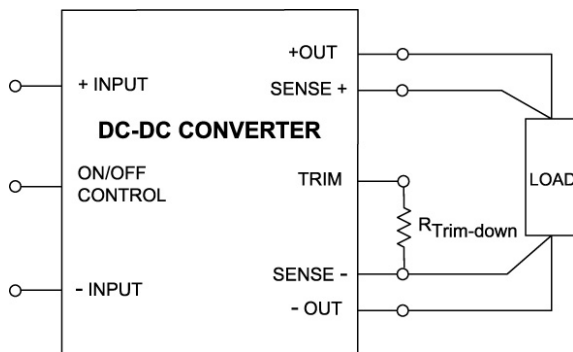 +OUT
+ INPUT
SENSE +
DC-DC CONVERTER
ON/OFF
CONTROL
TRIM
LOAD
RTrim-down
SENSE -
- INPUT
- OUT